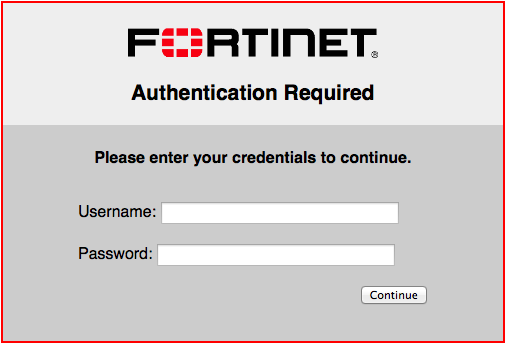 FORTINET®
Authentication Required
Please enter your credentials to continue.
Username:
Password:
Continue